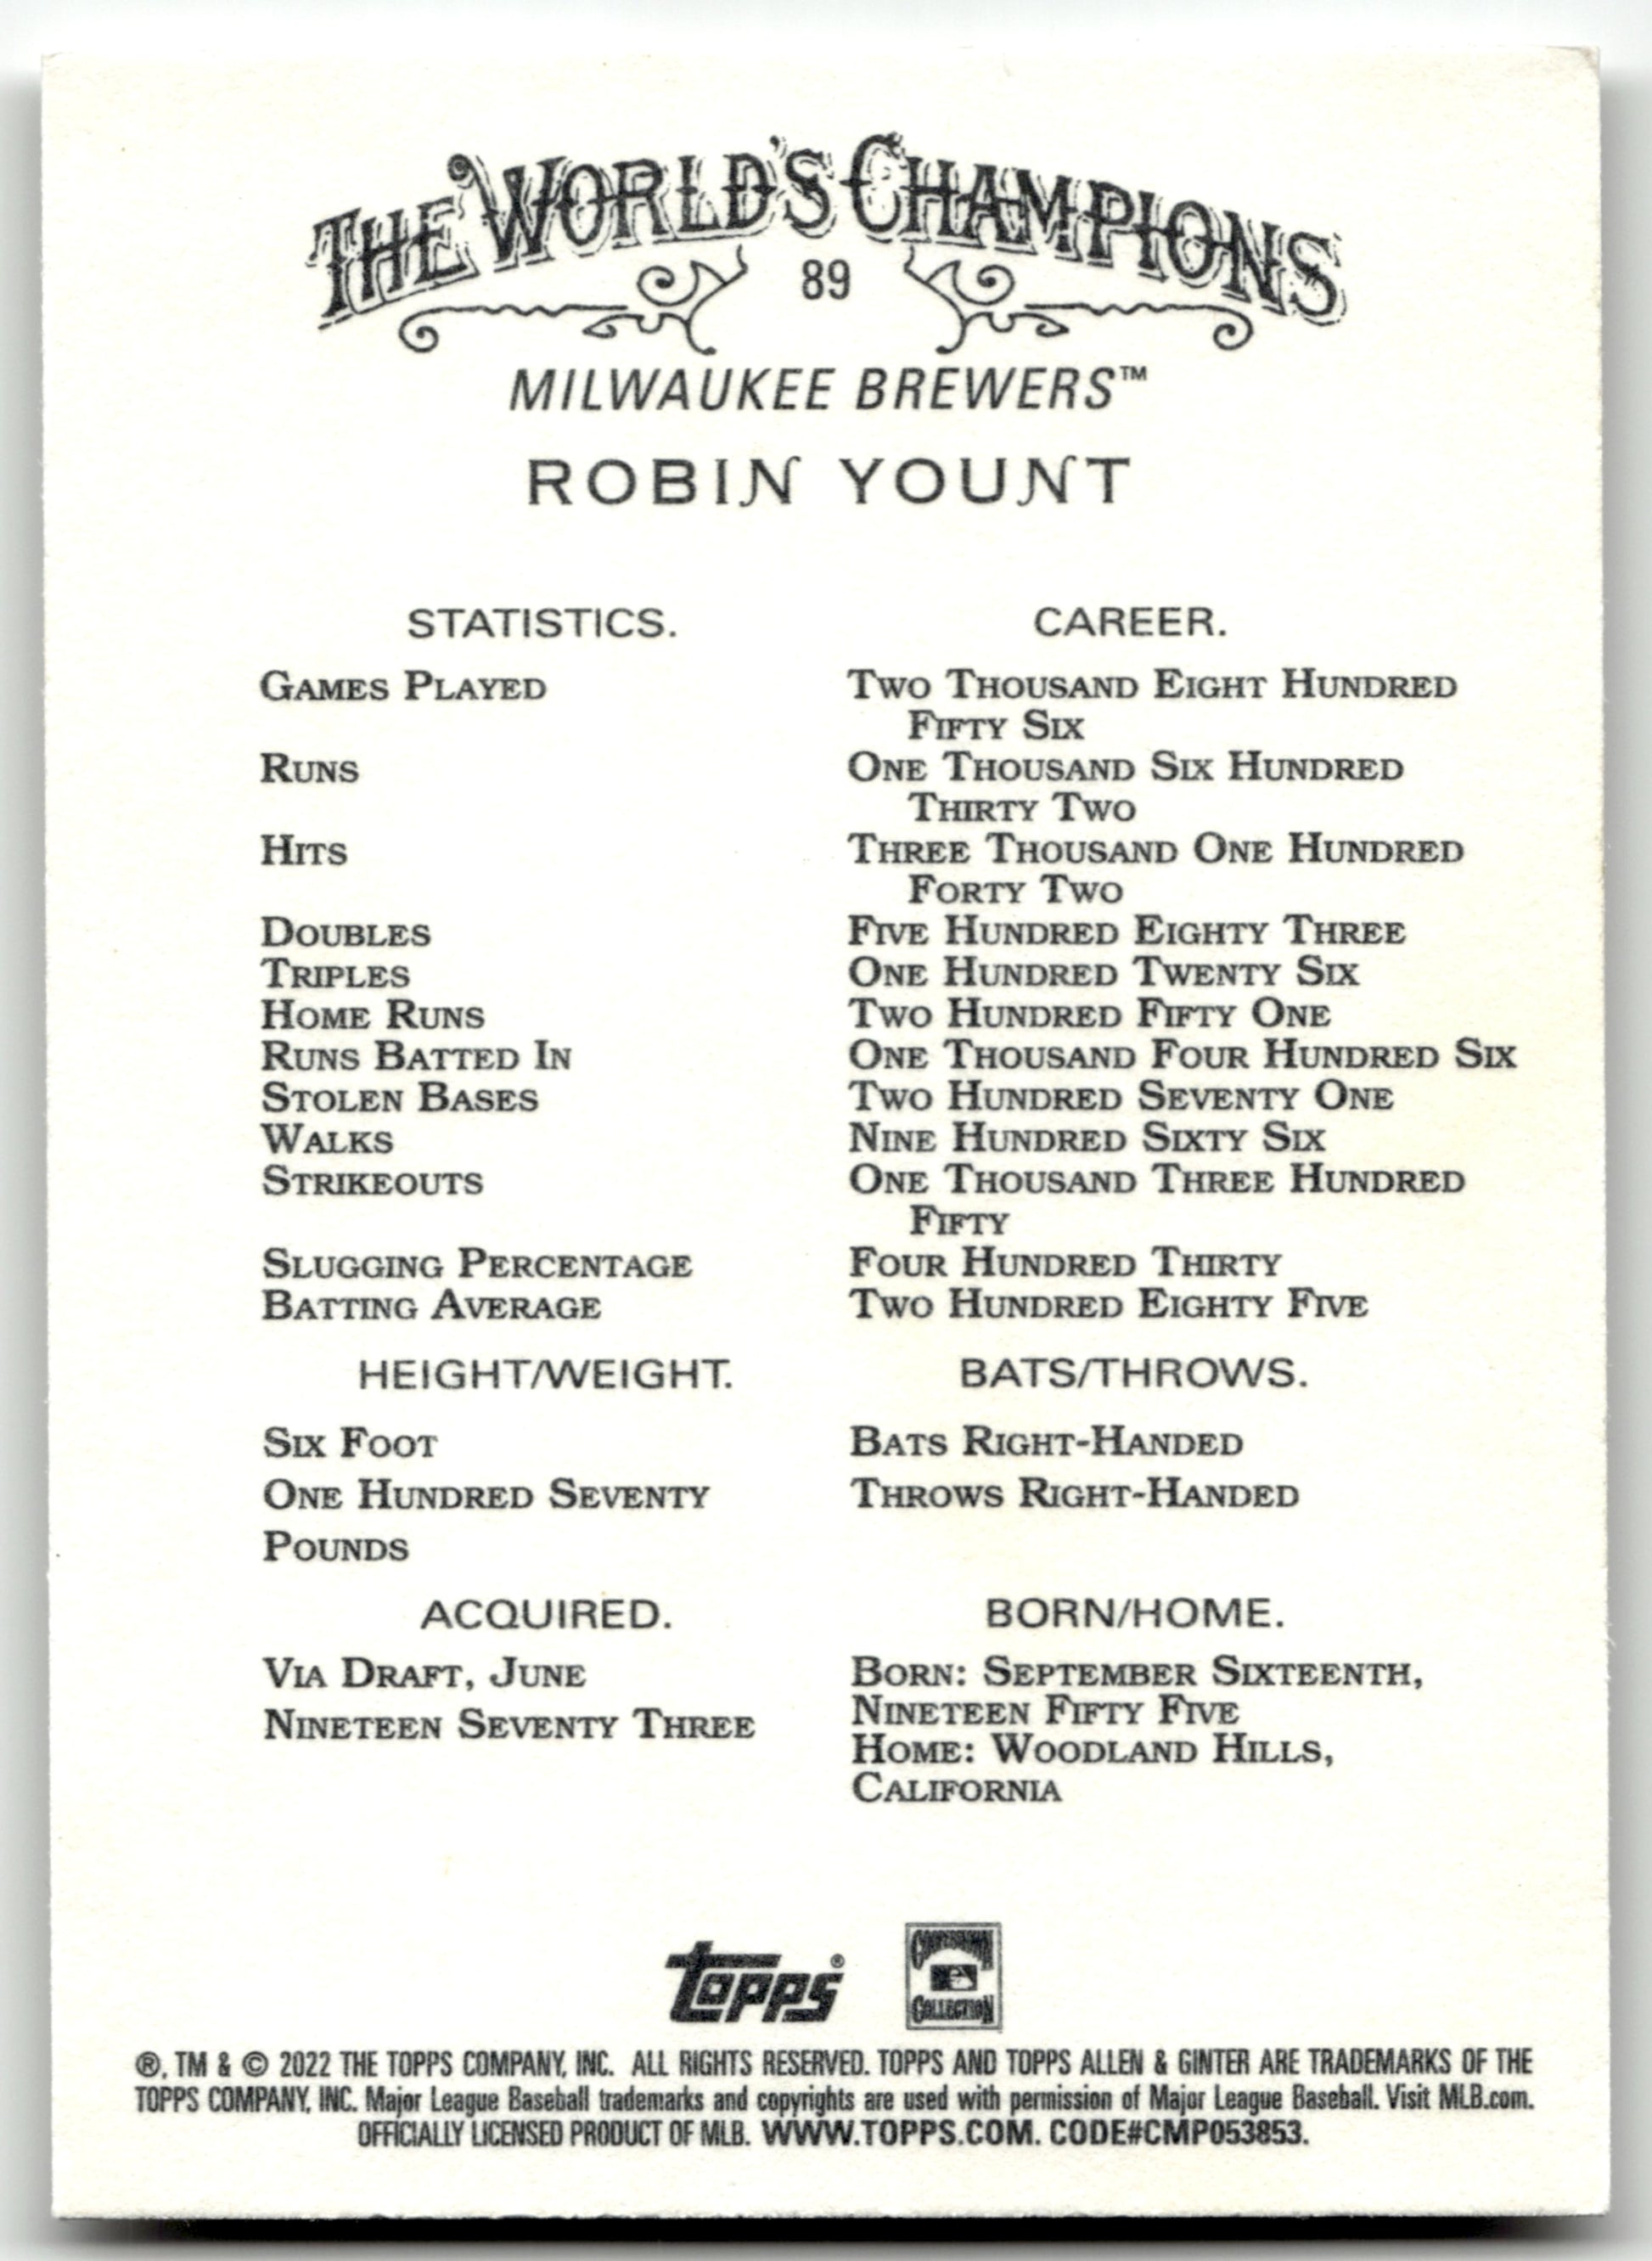 THE WORLD'S CHAMPIONS
89
MILWAUKEE BREWERS™
ROBIN YOUNT
STATISTICS. CAREER.
GAMES PLAYED TWO THOUSAND EIGHT HUNDRED
FIFTY SIX
RUNS ONE THOUSAND SIX HUNDRED
THIRTY TWO
HITS THREE THOUSAND ONE HUNDRED
FORTY TWO
DOUBLES FIVE HUNDRED EIGHTY THREE
TRIPLES ONE HUNDRED TWENTY SIX
HOME RUNS TWO HUNDRED FIFTY ONE
RUNS BATTED IN ONE THOUSAND FOUR HUNDRED SIX
STOLEN BASES TWO HUNDRED SEVENTY ONE
WALKS NINE HUNDRED SIXTY SIX
STRIKEOUTS ONE THOUSAND THREE HUNDRED
FIFTY
SLUGGING PERCENTAGE FOUR HUNDRED THIRTY
BATTING AVERAGE TWO HUNDRED EIGHTY FIVE
HEIGHT/WEIGHT. BATS/THROWS.
SIX FOOT BATS RIGHT-HANDED
ONE HUNDRED SEVENTY THROWS RIGHT-HANDED
POUNDS
ACQUIRED. BORN/HOME.
VIA DRAFT, JUNE
NINETEEN SEVENTY THREE
BORN: SEPTEMBER SIXTEENTH,
NINETEEN FIFTY FIVE
HOME: WOODLAND HILLS,
CALIFORNIA
topps®
COOPERSTOWN
COLLECTION
®, TM & © 2022 THE TOPPS COMPANY, INC. ALL RIGHTS RESERVED. TOPPS AND TOPPS ALLEN & GINTER ARE TRADEMARKS OF THE
TOPPS COMPANY, INC. Major League Baseball trademarks and copyrights are used with permission of Major League Baseball. Visit MLB.com.
OFFICIALLY LICENSED PRODUCT OF MLB. WWW.TOPPS.COM. CODE#CMP053853.